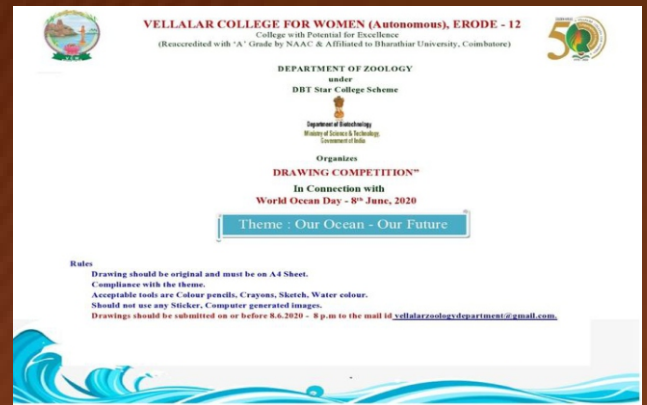 VELLALAR COLLEGE FOR WOMEN (Autonomous), ERODE - 12
College with Potential for Excellence
(Reaccredited with 'A' Grade by NAAC & Affiliated to Bharathiar University, Coimbatore)
DEPARTMENT OF ZOOLOGY
under
DBT Star College Scheme
Department of Biotechnology
Ministry of Science & Technology,
Government of India
Organizes
DRAWING COMPETITION”
In Connection with
World Ocean Day - 8th June, 2020
Theme : Our Ocean - Our Future
Rules
Drawing should be original and must be on A4 Sheet.
Compliance with the theme.
Acceptable tools are Colour pencils, Crayons, Sketch, Water colour.
Should not use any Sticker, Computer generated images.
Drawings should be submitted on or before 8.6.2020 - 8 p.m to the mail id vellalarzoologydepartment@gmail.com.
V.C.W.
50